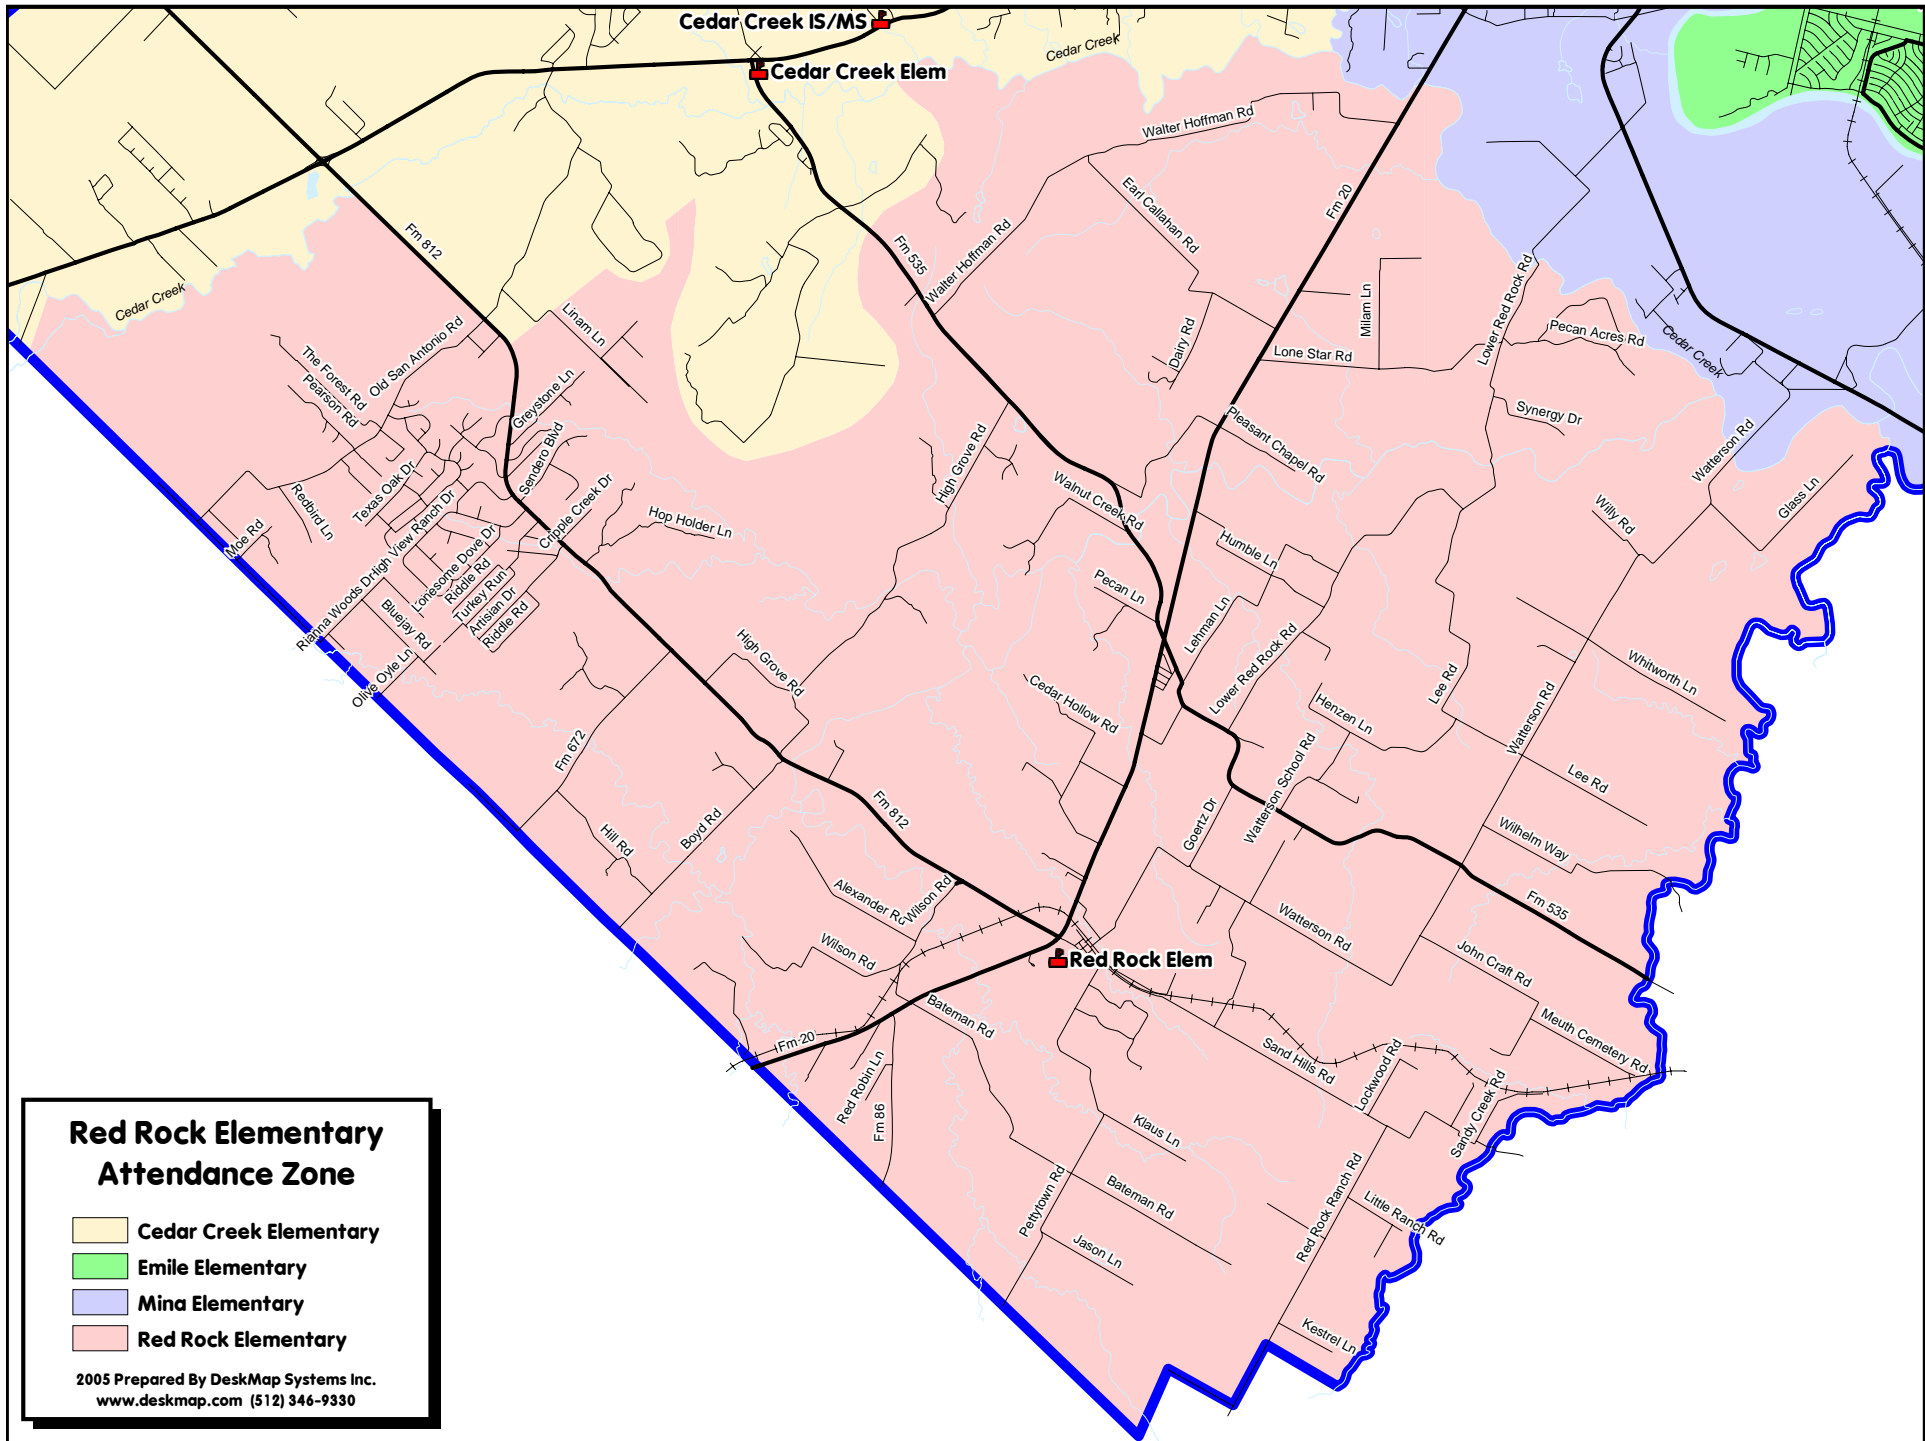 Cedar Creek IS/MS
Cedar Creek
Cedar Creek Elem
Walter Hoffman Rd
Earl Callahan Rd
Fm 20
Fm 812
Fm 535
Walter Hoffman Rd
Cedar Creek
Linam Ln
Old San Antonio Rd
The Forest Rd
Pearson Rd
Greystone Ln
Sendero Blvd
Dairy Rd
Milam Ln
Lone Star Rd
Lower Red Rock Rd
Pecan Acres Rd
Cedar Creek
Synergy Dr
Pleasant Chapel Rd
Watterson Rd
Glass Ln
Willy Rd
High Grove Rd
Walnut Creek Rd
Texas Oak Dr
Redbird Ln
Moe Rd
High View Ranch Dr
Cripple Creek Dr
Hop Holder Ln
Lonesome Dove Dr
Rianna Woods Dr
Riddle Rd
Turkey Run
Artisian Dr
Riddle Rd
Bluejay Rd
Olive Oyle Ln
Humble Ln
Pecan Ln
Lehman Ln
Lower Red Rock Rd
High Grove Rd
Cedar Hollow Rd
Henzen Ln
Lee Rd
Watterson Rd
Whitworth Ln
Lee Rd
Fm 672
Hill Rd
Boyd Rd
Fm 812
Goertz Dr
Watterson School Rd
Wilhelm Way
Fm 535
Alexander Rd
Wilson Rd
Wilson Rd
Watterson Rd
John Craft Rd
Red Rock Elem
Bateman Rd
Fm 20
Meuth Cemetery Rd
Sand Hills Rd
Lockwood Rd
Sandy Creek Rd
Red Robin Ln
Fm 86
Klaus Ln
Bateman Rd
Pettytown Rd
Jason Ln
Red Rock Ranch Rd
Little Ranch Rd
Kestrel Ln
Red Rock Elementary
Attendance Zone
Cedar Creek Elementary
Emile Elementary
Mina Elementary
Red Rock Elementary
2005 Prepared By DeskMap Systems Inc.
www.deskmap.com (512) 346-9330